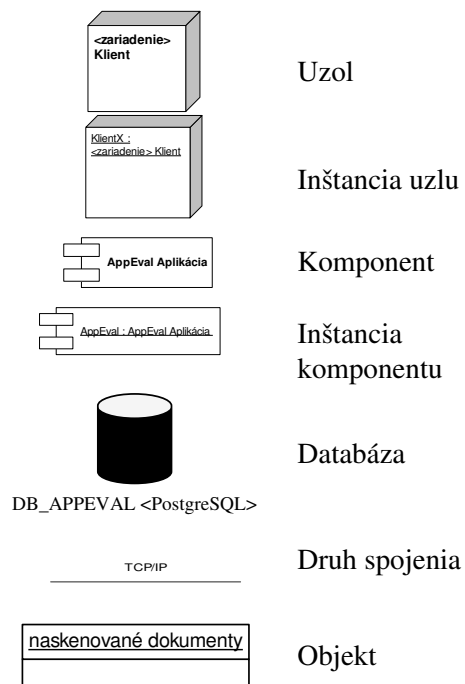 <zariadenie>
Klient
Uzol
KlientX :
<zariadenie> Klient
Inštancia uzlu
AppEval Aplikácia
Komponent
AppEval : AppEval Aplikácia
Inštancia
komponentu
Databáza
DB_APPEVAL <PostgreSQL>
TCP/IP
Druh spojenia
naskenované dokumenty
Objekt